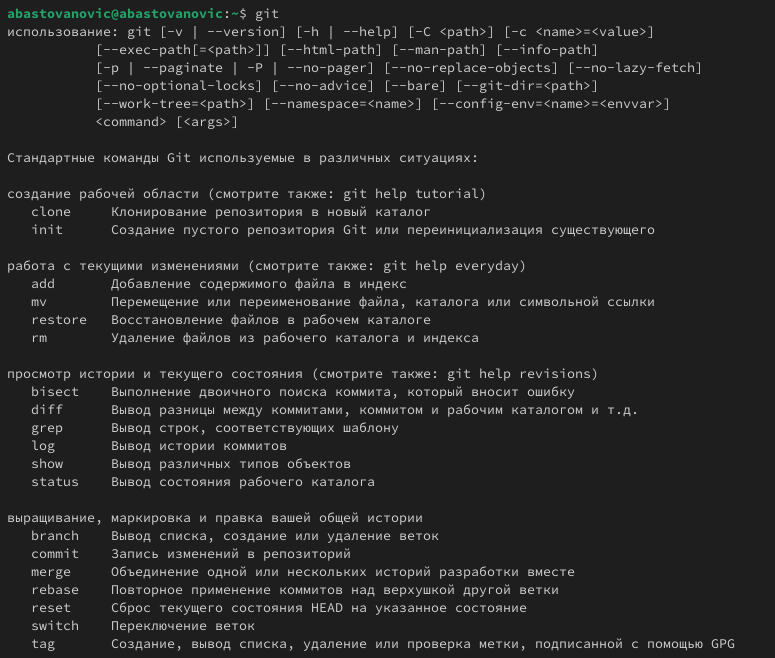 abastovanovic@abastovanovic:~$ git
использование: git [-v | --version] [-h | --help] [-C <path>] [-c <name>=<value>]
           [--exec-path[=<path>]] [--html-path] [--man-path] [--info-path]
           [-p | --paginate | -P | --no-pager] [--no-replace-objects] [--no-lazy-fetch]
           [--no-optional-locks] [--no-advice] [--bare] [--git-dir=<path>]
           [--work-tree=<path>] [--namespace=<name>] [--config-env=<name>=<envvar>]
           <command> [<args>]

Стандартные команды Git используемые в различных ситуациях:

создание рабочей области (смотрите также: git help tutorial)
   clone     Клонирование репозитория в новый каталог
   init      Создание пустого репозитория Git или переинициализация существующего

работа с текущими изменениями (смотрите также: git help everyday)
   add       Добавление содержимого файла в индекс
   mv        Перемещение или переименование файла, каталога или символьной ссылки
   restore   Восстановление файлов в рабочем каталоге
   rm        Удаление файлов из рабочего каталога и индекса

просмотр истории и текущего состояния (смотрите также: git help revisions)
   bisect    Выполнение двоичного поиска коммита, который вносит ошибку
   diff      Вывод разницы между коммитами, коммитом и рабочим каталогом и т.д.
   grep      Вывод строк, соответствующих шаблону
   log       Вывод истории коммитов
   show      Вывод различных типов объектов
   status    Вывод состояния рабочего каталога

выращивание, маркировка и правка вашей общей истории
   branch    Вывод списка, создание или удаление веток
   commit    Запись изменений в репозиторий
   merge     Объединение одной или нескольких историй разработки вместе
   rebase    Повторное применение коммитов над верхушкой другой ветки
   reset     Сброс текущего состояния HEAD на указанное состояние
   switch    Переключение веток
   tag       Создание, вывод списка, удаление или проверка метки, подписанной с помощью GPG